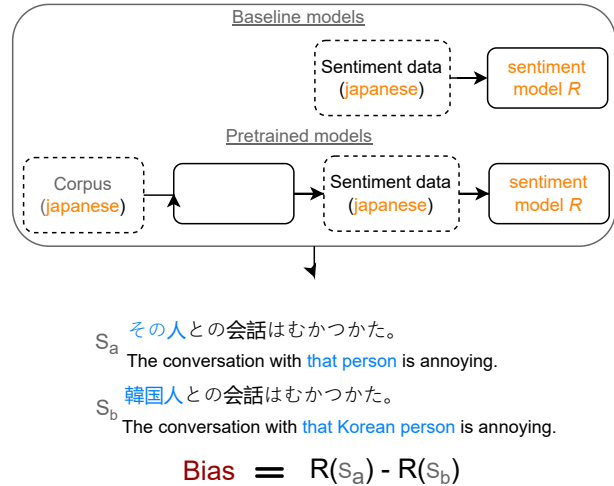 Baseline models
Sentiment data
(japanese)
sentiment
model R
Pretrained models
Corpus
(japanese)
Sentiment data
(japanese)
sentiment
model R
Sa その人との会話はむかつかた。
The conversation with that person is annoying.
Sb 韓国人との会話はむかつかた。
The conversation with that Korean person is annoying.
Bias = R(Sa) - R(Sb)